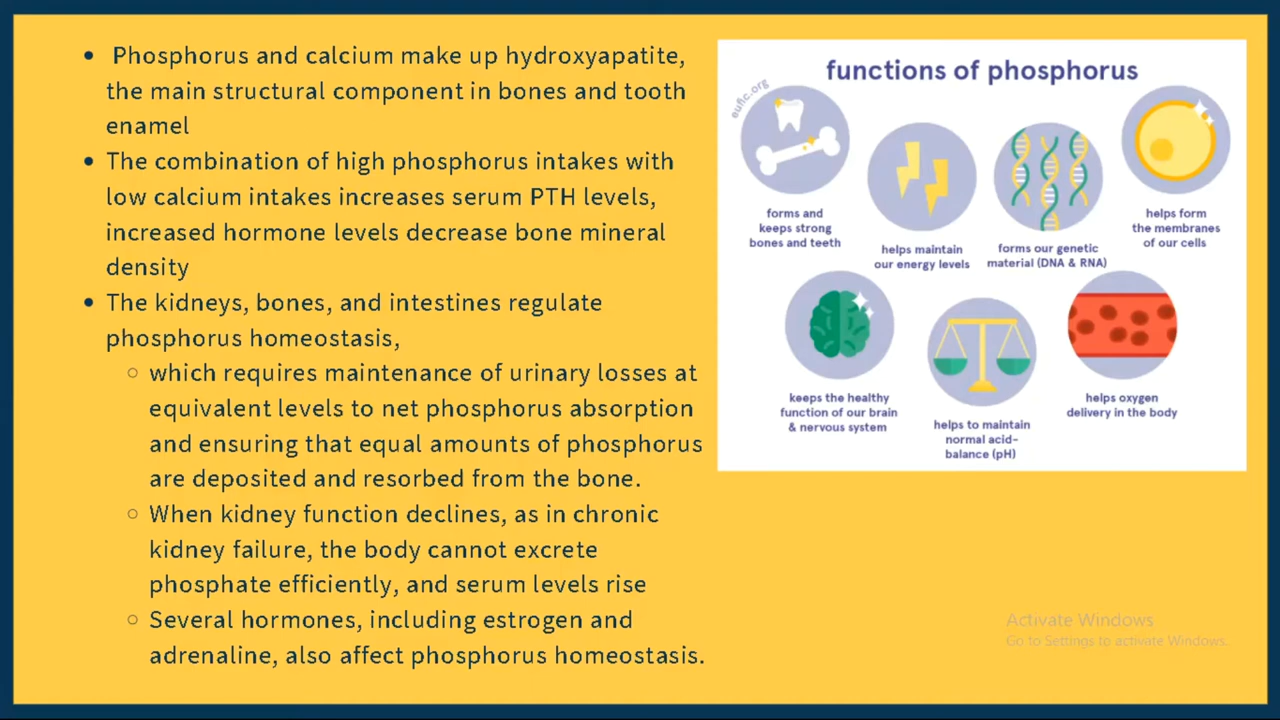 • Phosphorus and calcium make up hydroxyapatite,
the main structural component in bones and tooth
enamel
• The combination of high phosphorus intakes with
low calcium intakes increases serum PTH levels,
increased hormone levels decrease bone mineral
density
• The kidneys, bones, and intestines regulate
phosphorus homeostasis,
○ which requires maintenance of urinary losses at
equivalent levels to net phosphorus absorption
and ensuring that equal amounts of phosphorus
are deposited and resorbed from the bone.
○ When kidney function declines, as in chronic
kidney failure, the body cannot excrete
phosphate efficiently, and serum levels rise
○ Several hormones, including estrogen and
adrenaline, also affect phosphorus homeostasis.
functions of phosphorus
eufic.org
forms and
keeps strong
bones and teeth
helps maintain
our energy levels
forms our genetic
material (DNA & RNA)
helps form
the membranes
of our cells
keeps the healthy
function of our brain
& nervous system
helps to maintain
normal acid-
balance (pH)
helps oxygen
delivery in the body
Activate Windows
Go to Settings to activate Windows.